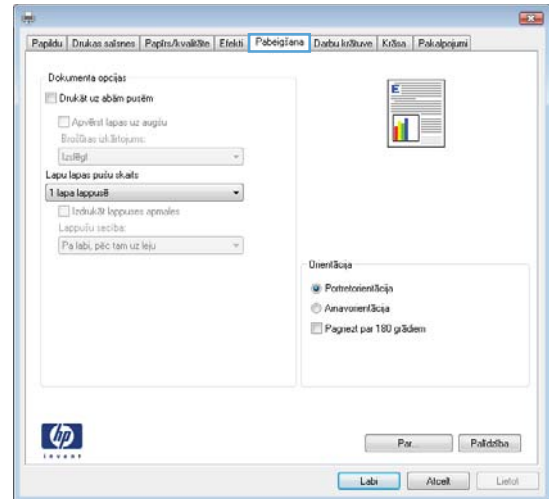 Papildu Drukas saīsnes Papīrs/kvalitāte Efekti Pabeigšana Darbu krātuve Krāsa Pakalpojumi
Dokumenta opcijas
Drukāt uz abām pusēm
Apvērst lapas uz augšu
Brošūras izkārtojums:
Izslēgt
Lapu lapas pušu skaits
1 lapa lappusē
Izdrukāt lappuses apmales
Lappušu secība:
Pa labi, pēc tam uz leju
Orientācija
Portretorientācija
Ainavorientācija
Pagriezt par 180 grādiem
hp
invent
Par... Palīdzība
Labi Atcelt Lietot